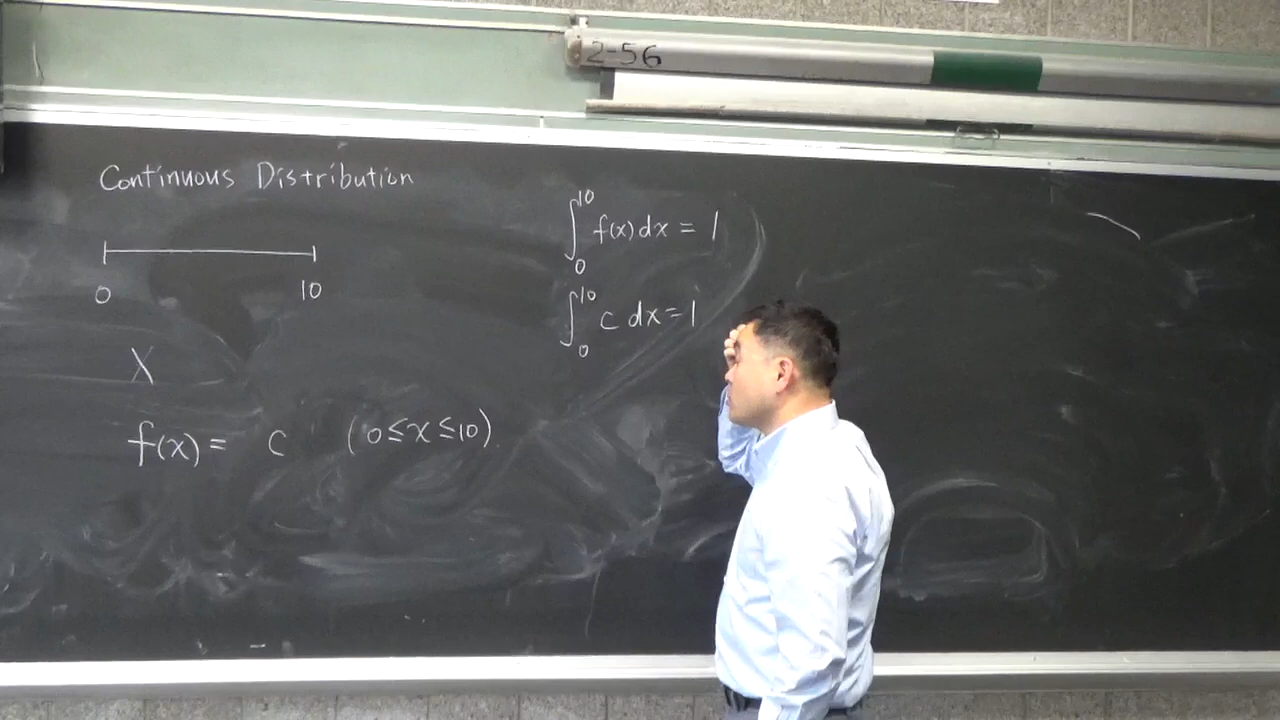 2-56
Continuous Distribution
0 10
X
f(x) = c (0≤x≤10).
∫₀¹⁰ f(x)dx = 1
∫₀¹⁰ c dx = 1